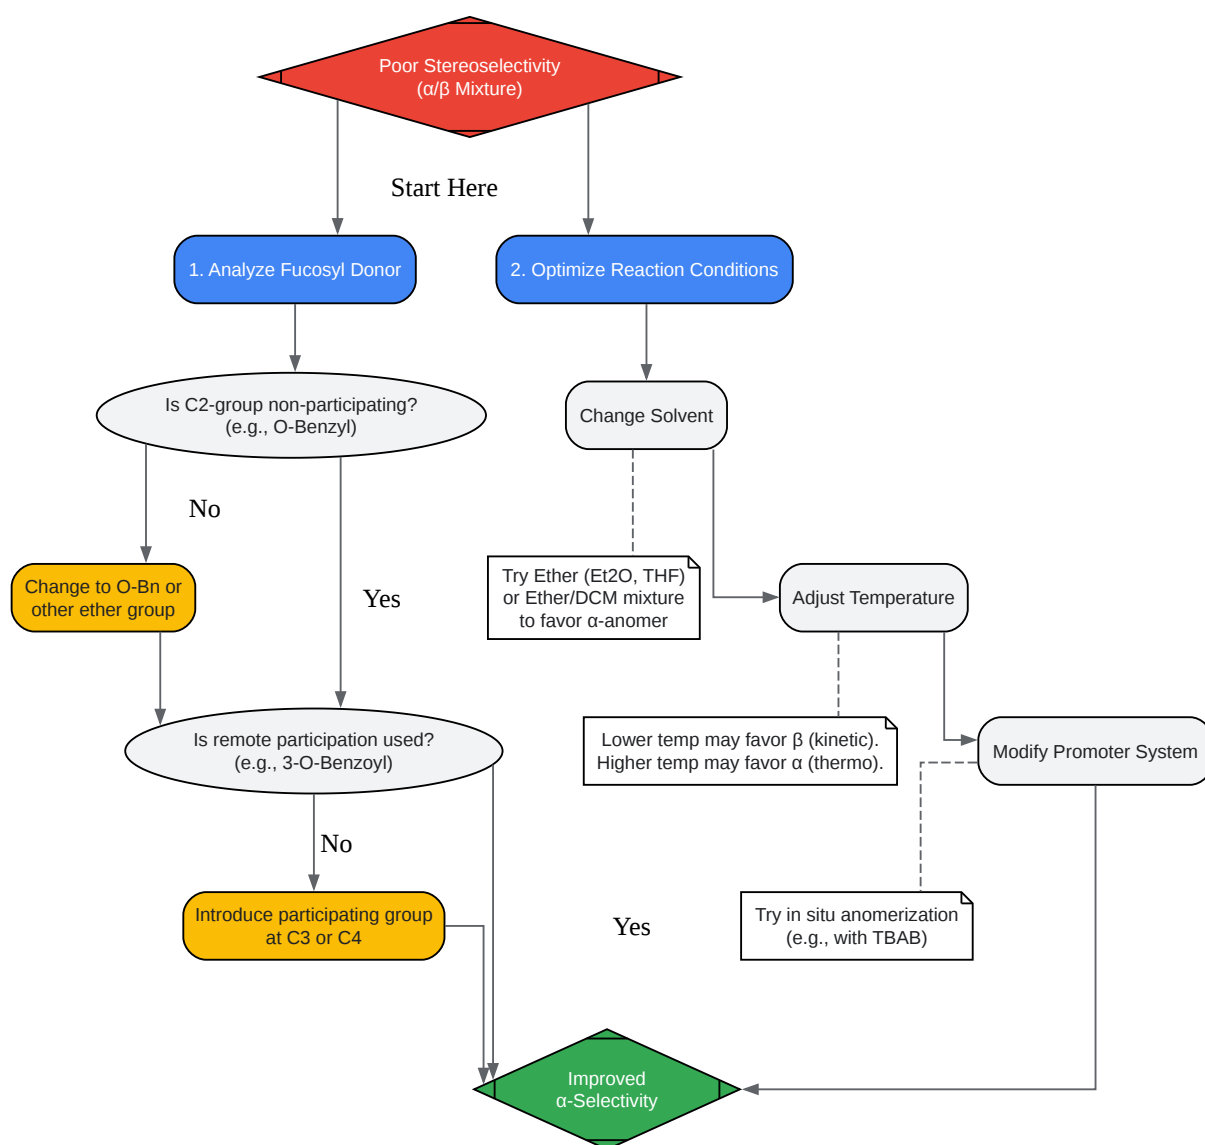 Poor Stereoselectivity
(α/β Mixture)
Start Here
1. Analyze Fucosyl Donor
2. Optimize Reaction Conditions
Is C2-group non-participating?
(e.g., O-Benzyl)
Change Solvent
No
Yes
Change to O-Bn or
other ether group
Try Ether (Et2O, THF)
or Ether/DCM mixture
to favor α-anomer
Adjust Temperature
Is remote participation used?
(e.g., 3-O-Benzoyl)
Lower temp may favor β (kinetic).
Higher temp may favor α (thermo).
Modify Promoter System
No
Introduce participating group
at C3 or C4
Yes
Try in situ anomerization
(e.g., with TBAB)
Improved
α-Selectivity